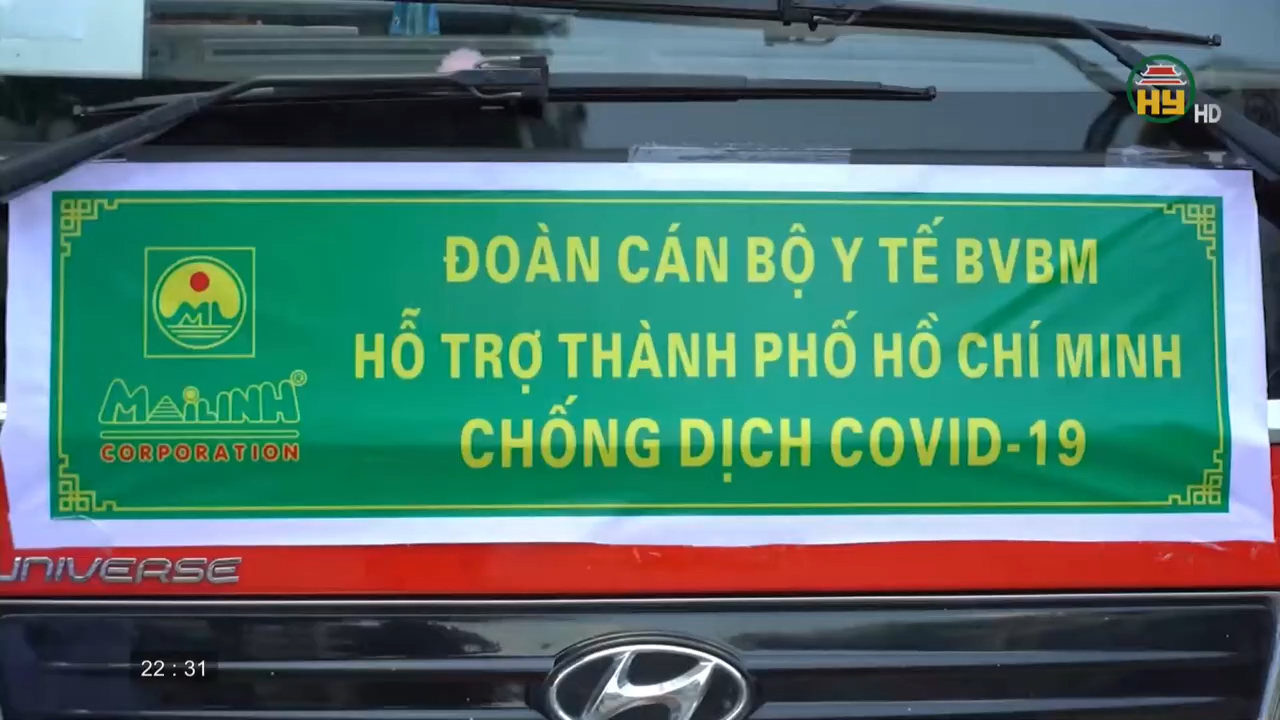 HY HD
ĐOÀN CÁN BỘ Y TẾ BVBM
HỖ TRỢ THÀNH PHỐ HỒ CHÍ MINH
CHỐNG DỊCH COVID-19
ML
MAILINH®
CORPORATION
UNIVERSE
22 : 31